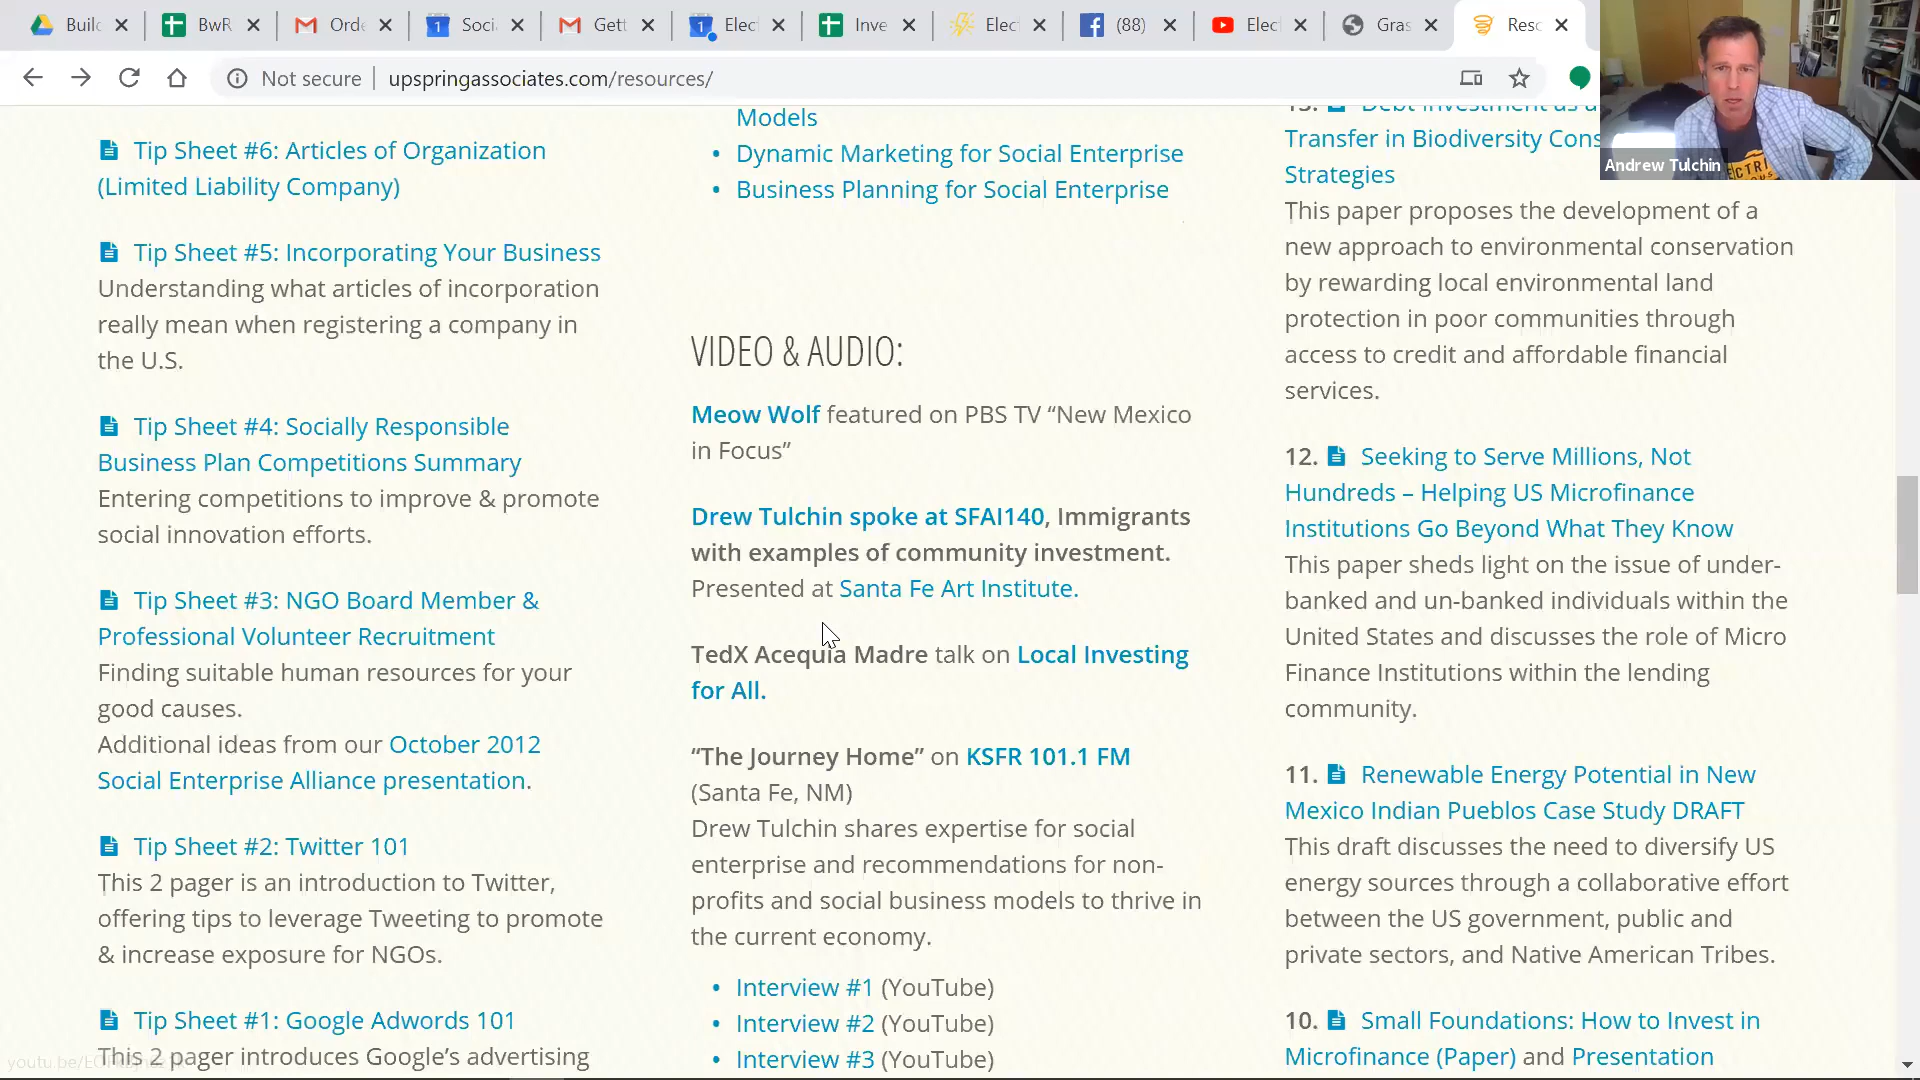 Builc
BwR
Orde
Soci
Gett
Elect
Inve
Elect
(88)
Elect
Gras
Reso
Not secure
upspringassociates.com/resources/
Andrew Tulchin
Tip Sheet #6: Articles of Organization
(Limited Liability Company)
Tip Sheet #5: Incorporating Your Business
Understanding what articles of incorporation
really mean when registering a company in
the U.S.
Tip Sheet #4: Socially Responsible
Business Plan Competitions Summary
Entering competitions to improve & promote
social innovation efforts.
Tip Sheet #3: NGO Board Member &
Professional Volunteer Recruitment
Finding suitable human resources for your
good causes.
Additional ideas from our October 2012
Social Enterprise Alliance presentation.
Tip Sheet #2: Twitter 101
This 2 pager is an introduction to Twitter,
offering tips to leverage Tweeting to promote
& increase exposure for NGOs.
Tip Sheet #1: Google Adwords 101
This 2 pager introduces Google’s advertising
Models
• Dynamic Marketing for Social Enterprise
• Business Planning for Social Enterprise
VIDEO & AUDIO:
Meow Wolf featured on PBS TV “New Mexico
in Focus”
Drew Tulchin spoke at SFAI140, Immigrants
with examples of community investment.
Presented at Santa Fe Art Institute.
TedX Acequia Madre talk on Local Investing
for All.
“The Journey Home” on KSFR 101.1 FM
(Santa Fe, NM)
Drew Tulchin shares expertise for social
enterprise and recommendations for non-
profits and social business models to thrive in
the current economy.
• Interview #1 (YouTube)
• Interview #2 (YouTube)
• Interview #3 (YouTube)
13. Debt Investment as a
Transfer in Biodiversity Cons
Strategies
This paper proposes the development of a
new approach to environmental conservation
by rewarding local environmental land
protection in poor communities through
access to credit and affordable financial
services.
12. Seeking to Serve Millions, Not
Hundreds – Helping US Microfinance
Institutions Go Beyond What They Know
This paper sheds light on the issue of under-
banked and un-banked individuals within the
United States and discusses the role of Micro
Finance Institutions within the lending
community.
11. Renewable Energy Potential in New
Mexico Indian Pueblos Case Study DRAFT
This draft discusses the need to diversify US
energy sources through a collaborative effort
between the US government, public and
private sectors, and Native American Tribes.
10. Small Foundations: How to Invest in
Microfinance (Paper) and Presentation